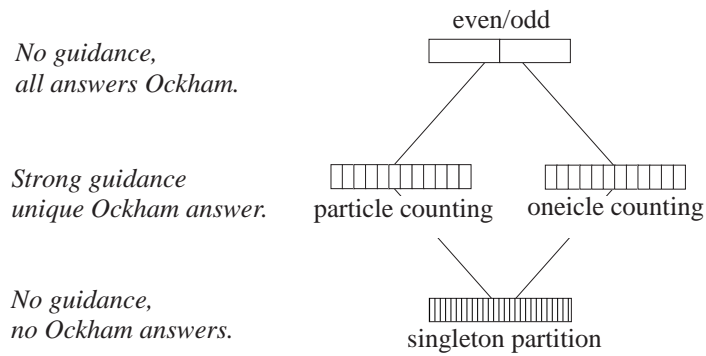 even/odd
No guidance,
all answers Ockham.
Strong guidance
unique Ockham answer.
particle counting
oneicle counting
No guidance,
no Ockham answers.
singleton partition